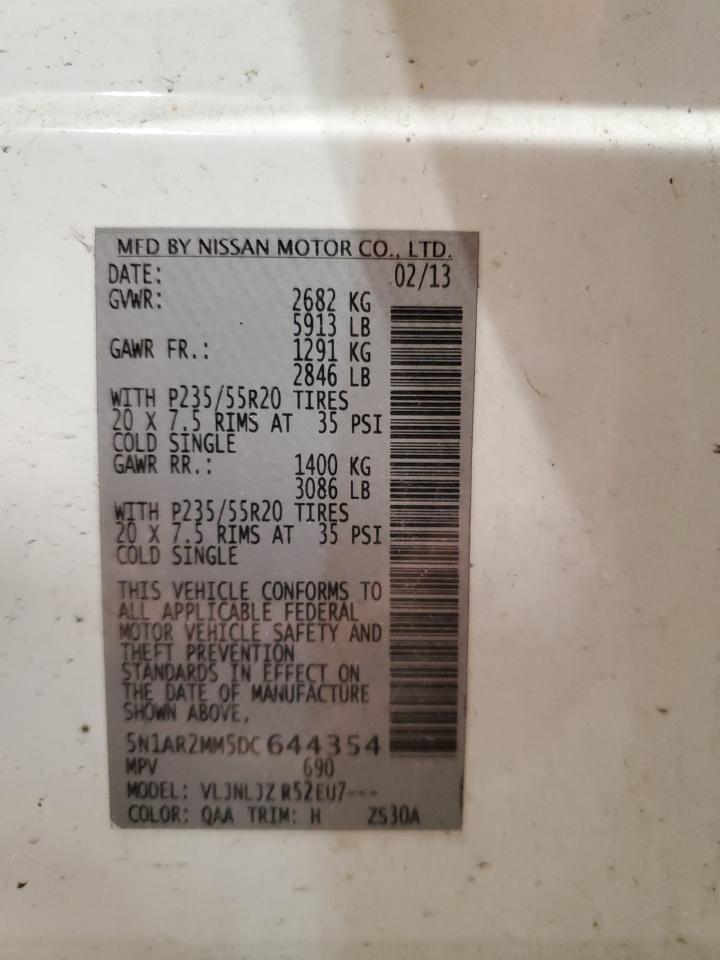 MFD BY NISSAN MOTOR CO., LTD.
DATE: 02/13
GVWR: 2682 KG
5913 LB
GAWR FR.: 1291 KG
2846 LB
WITH P235/55R20 TIRES
20 X 7.5 RIMS AT 35 PSI
COLD SINGLE
GAWR RR.: 1400 KG
3086 LB
WITH P235/55R20 TIRES
20 X 7.5 RIMS AT 35 PSI
COLD SINGLE
THIS VEHICLE CONFORMS TO
ALL APPLICABLE FEDERAL
MOTOR VEHICLE SAFETY AND
THEFT PREVENTION
STANDARDS IN EFFECT ON
THE DATE OF MANUFACTURE
SHOWN ABOVE.
5N1AR2MM5DC644354
MPV 690
MODEL: VLJNLJZ R52EU7---
COLOR: QAA TRIM: H ZS30A